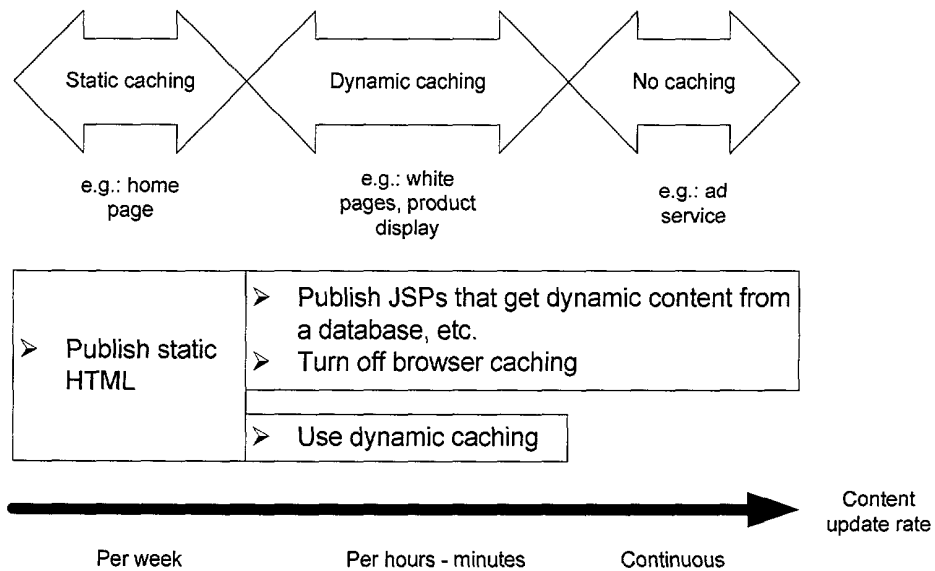 Static caching
Dynamic caching
No caching
e.g.: home
page
e.g.: white
pages, product
display
e.g.: ad
service
➢ Publish static
HTML
➢ Publish JSPs that get dynamic content from
a database, etc.
➢ Turn off browser caching
➢ Use dynamic caching
Content
update rate
Per week
Per hours - minutes
Continuous